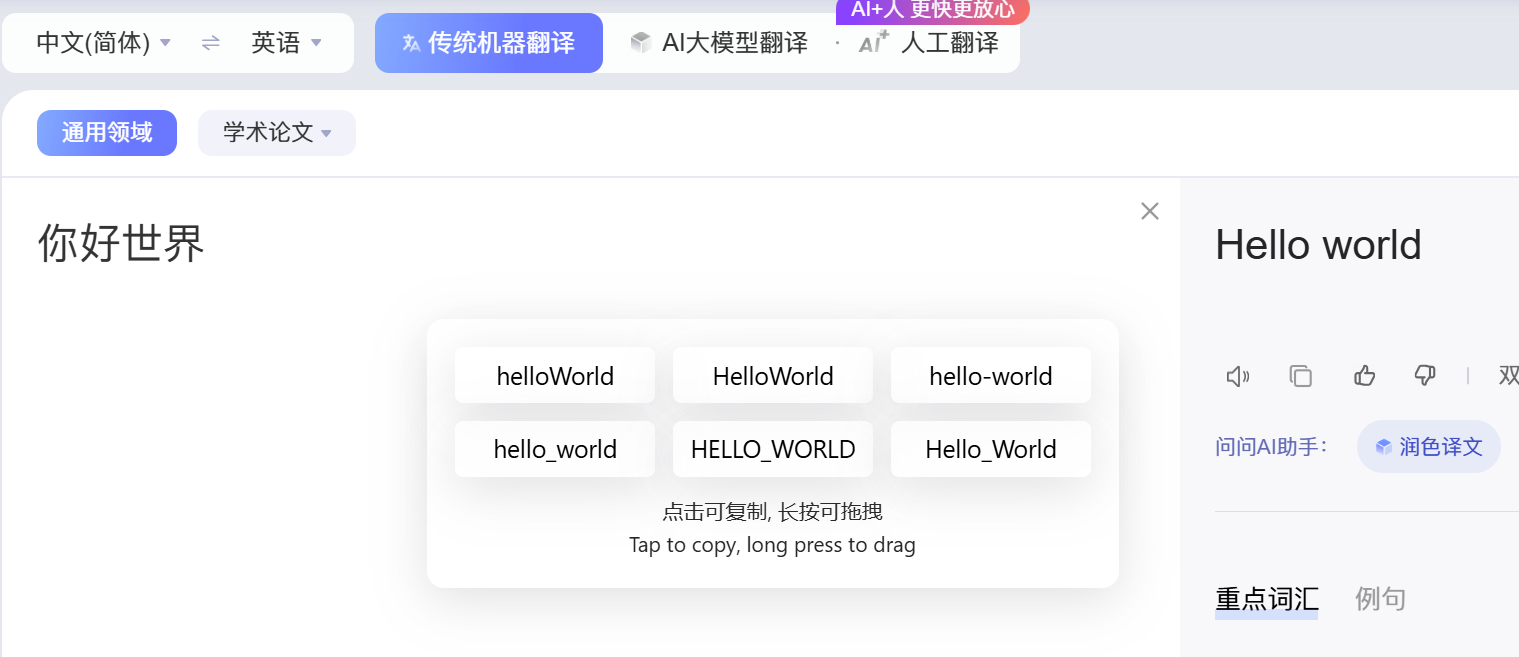 AI+人 更快更放心
中文(简体) 英语 传统机器翻译 AI大模型翻译 · AI+ 人工翻译
通用领域 学术论文
你好世界
Hello world
helloWorld HelloWorld hello-world
hello_world HELLO_WORLD Hello_World
点击可复制, 长按可拖拽
Tap to copy, long press to drag
双
问问AI助手： 润色译文
重点词汇 例句